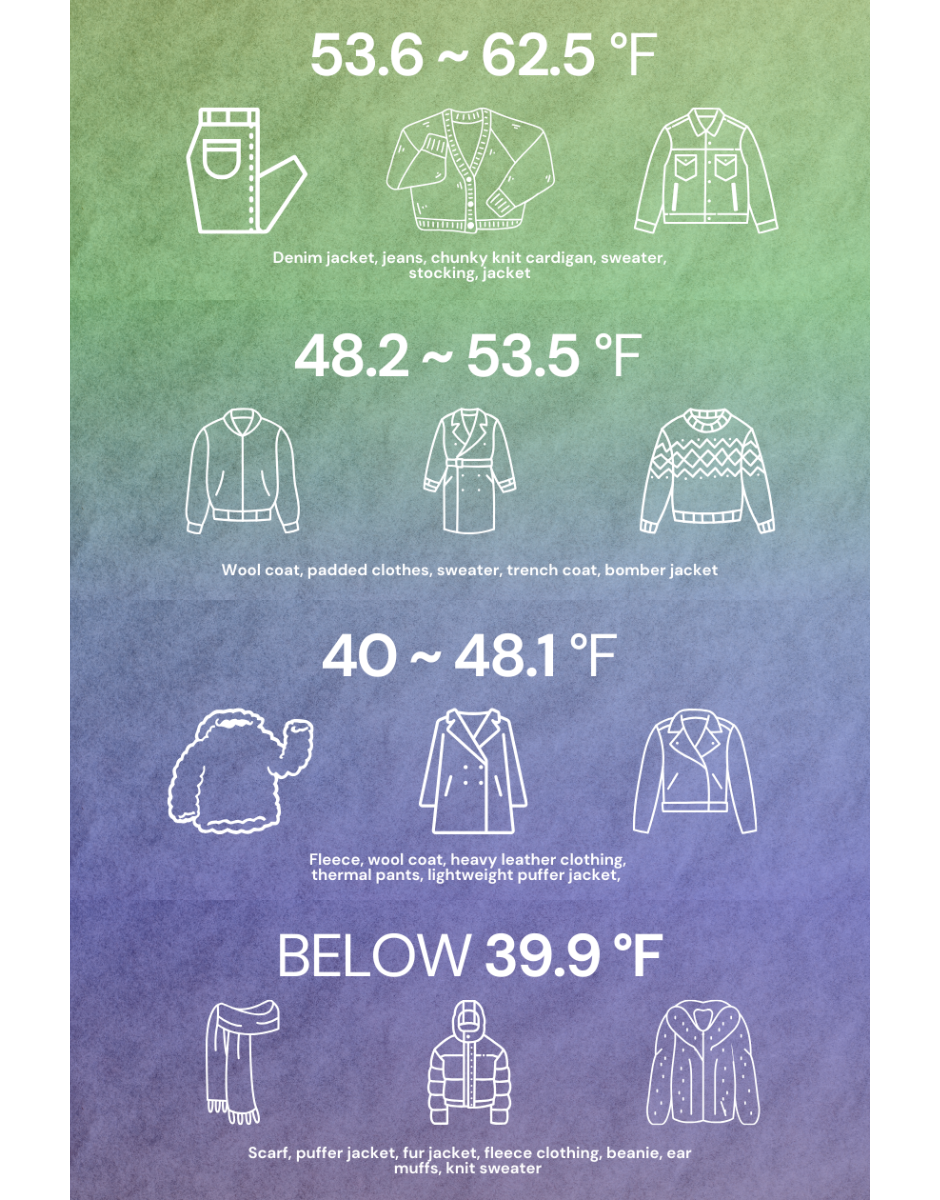 53.6 ~ 62.5 °F
Denim jacket, jeans, chunky knit cardigan, sweater,
stocking, jacket
48.2 ~ 53.5 °F
Wool coat, padded clothes, sweater, trench coat, bomber jacket
40 ~ 48.1 °F
Fleece, wool coat, heavy leather clothing,
thermal pants, lightweight puffer jacket,
BELOW 39.9 °F
Scarf, puffer jacket, fur jacket, fleece clothing, beanie, ear
muffs, knit sweater